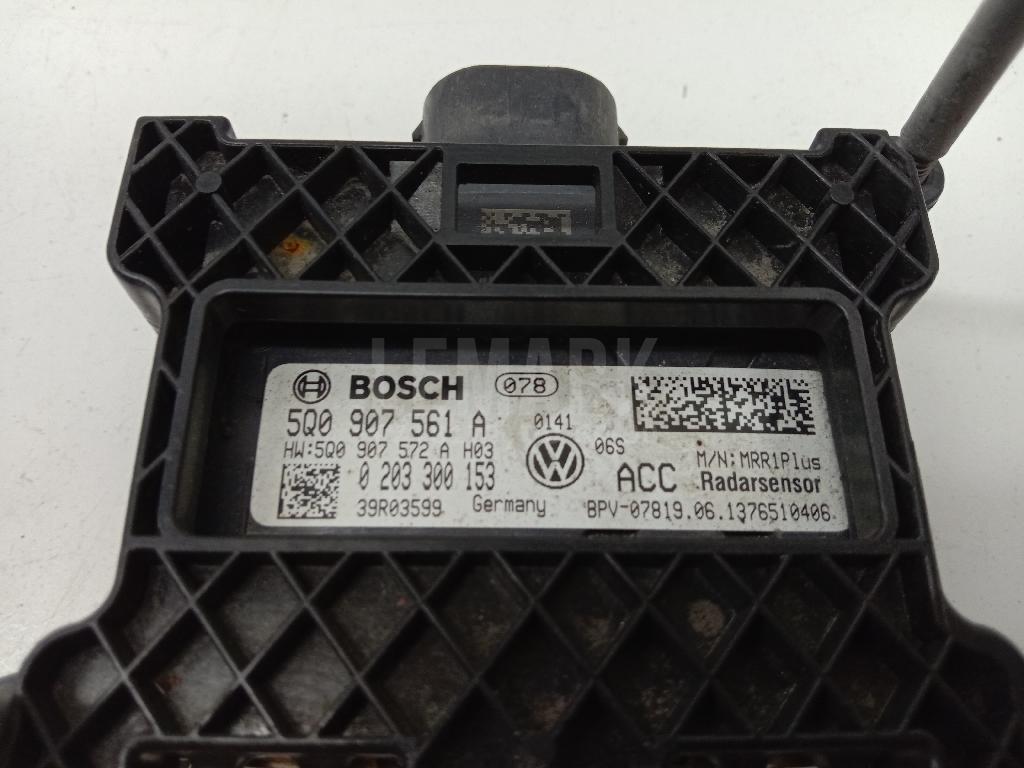 LEMARK
BOSCH 078
5Q0 907 561 A 0141
HW:5Q0 907 572 A H03 06S M/N:MRR1Plus
0 203 300 153 ACC Radarsensor
39R03599 Germany BPV-07819.06.1376510406